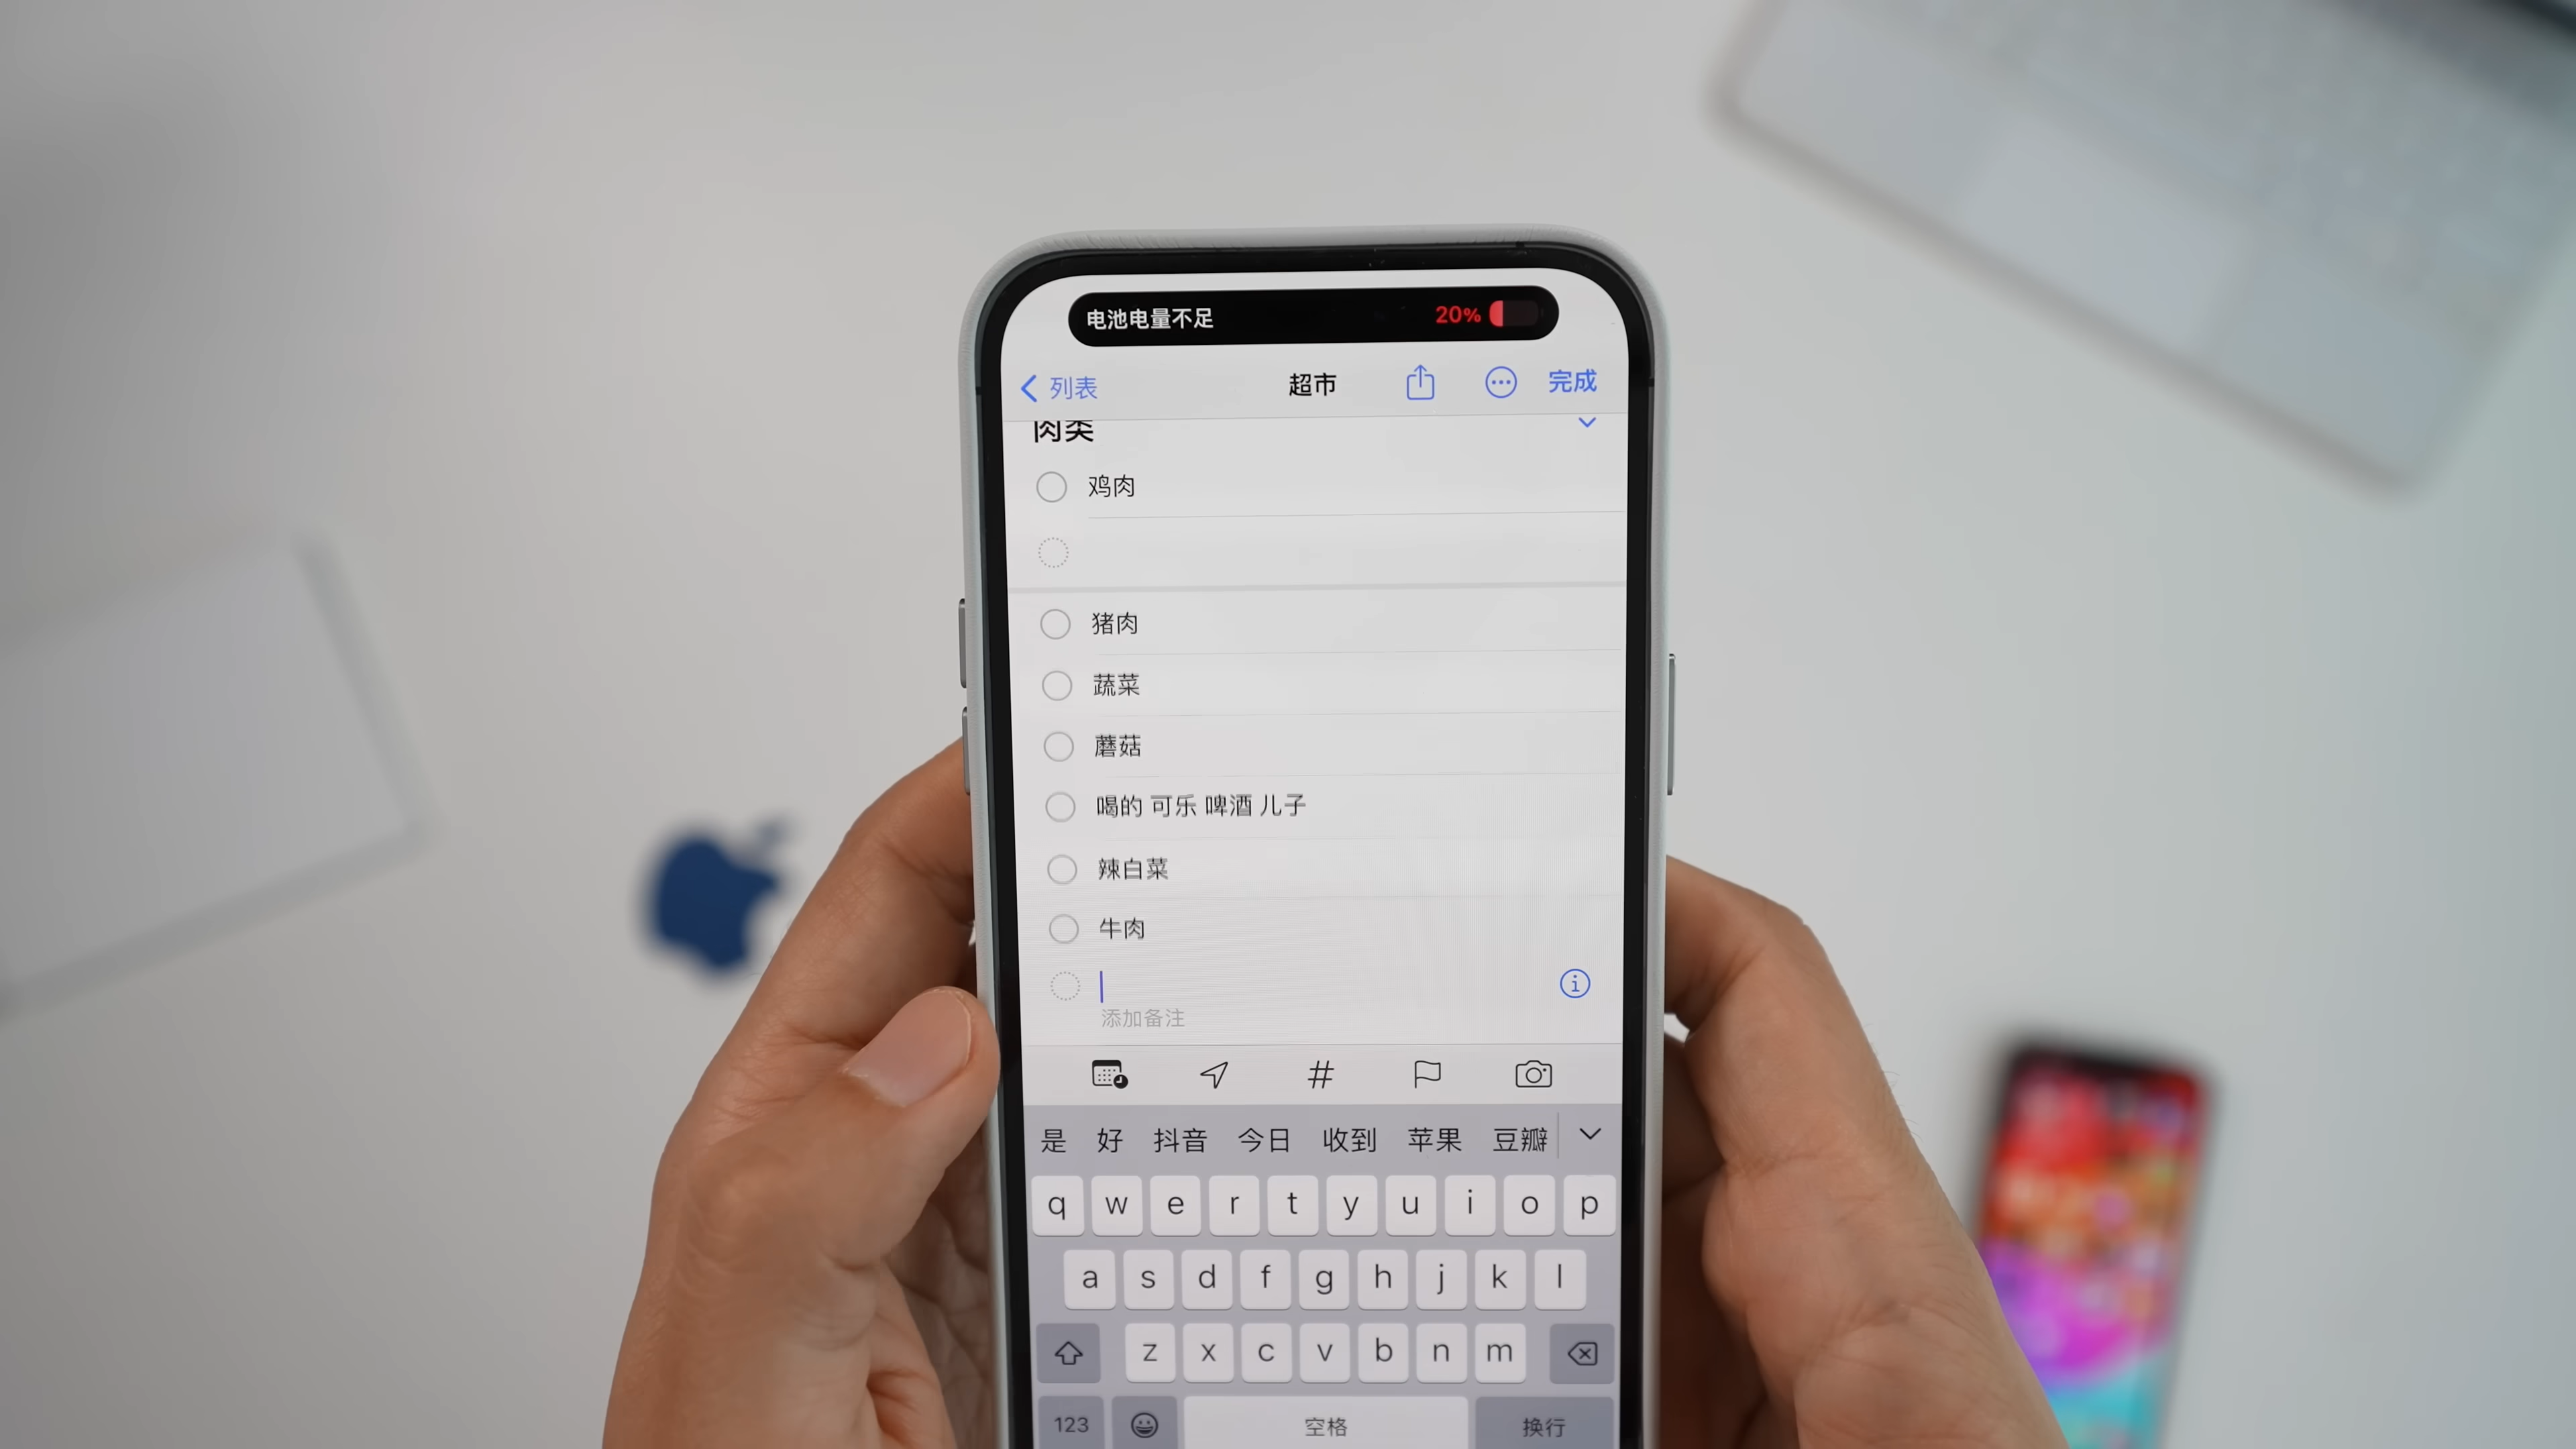 电池电量不足 20%
列表 超市 完成
肉类
鸡肉
猪肉
蔬菜
蘑菇
喝的 可乐 啤酒 儿子
辣白菜
牛肉
添加备注
是 好 抖音 今日 收到 苹果 豆瓣
q w e r t y u i o p
a s d f g h j k l
z x c v b n m
123 空格 换行